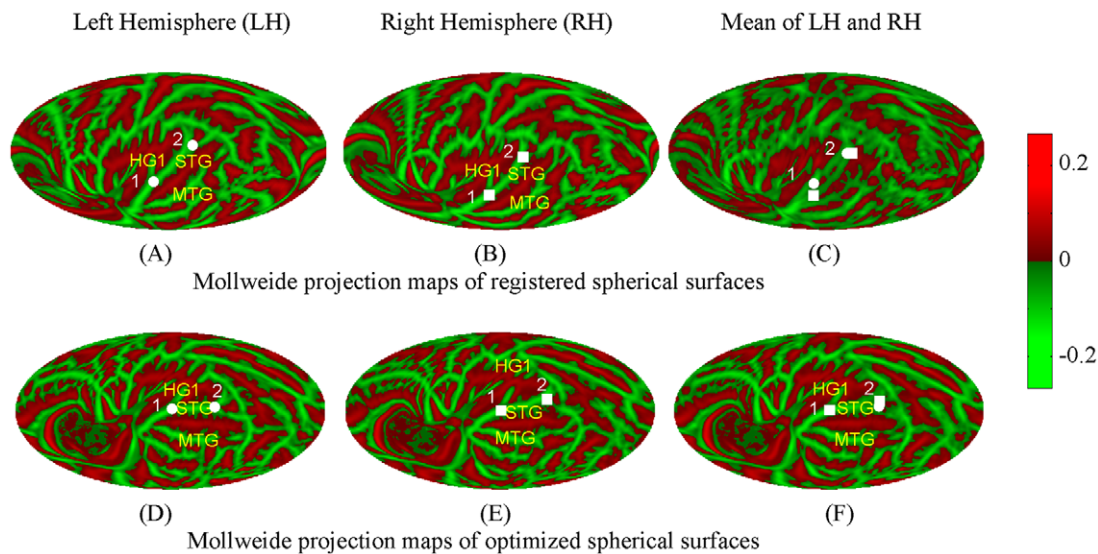 Left Hemisphere (LH)
Right Hemisphere (RH)
Mean of LH and RH
2
HG1 STG
1
MTG
2
HG1 STG
1
MTG
2
1
0.2
0
-0.2
(A)
(B)
(C)
Mollweide projection maps of registered spherical surfaces
HG1
2
1
STG
MTG
HG1
2
1
STG
MTG
HG1
2
1
STG
MTG
(D)
(E)
(F)
Mollweide projection maps of optimized spherical surfaces